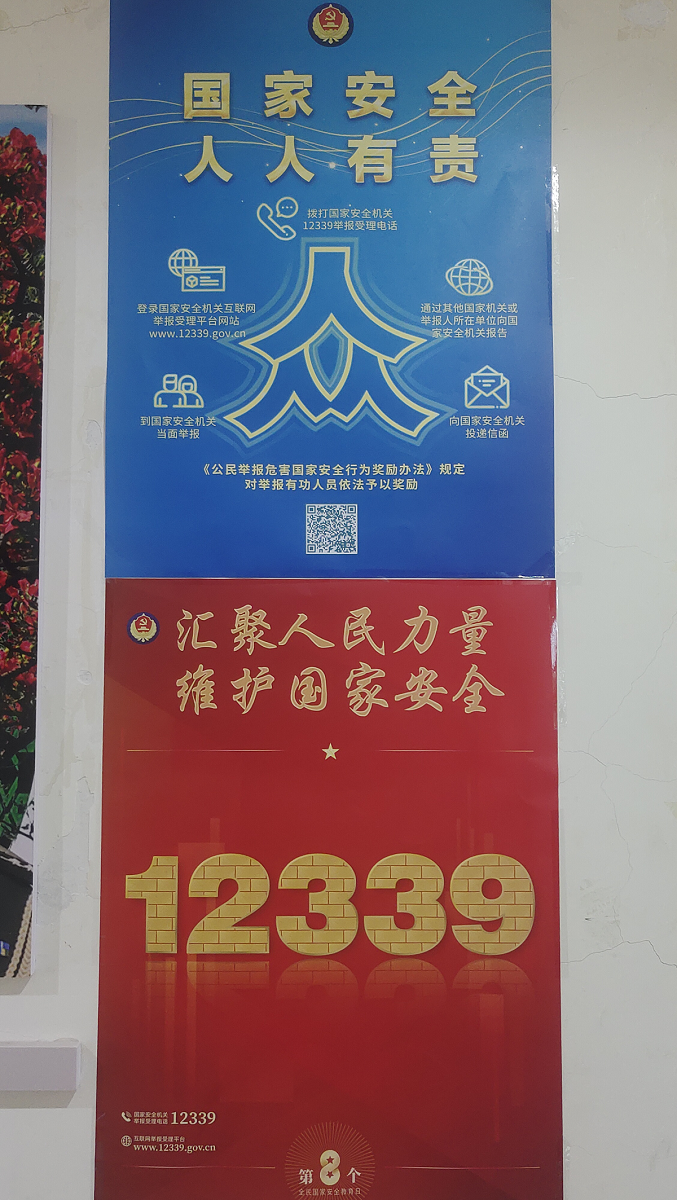 国家安全
人人有责
拨打国家安全机关
12339举报受理电话
登录国家安全机关互联网
举报受理平台网站
www.12339.gov.cn
通过其他国家机关或
举报人所在单位向国
家安全机关报告
众
到国家安全机关
当面举报
向国家安全机关
投递信函
《公民举报危害国家安全行为奖励办法》规定
对举报有功人员依法予以奖励
汇聚人民力量
维护国家安全
12339
国家安全机关
举报受理电话 12339
互联网举报受理平台
www.12339.gov.cn
第8个
全民国家安全教育日